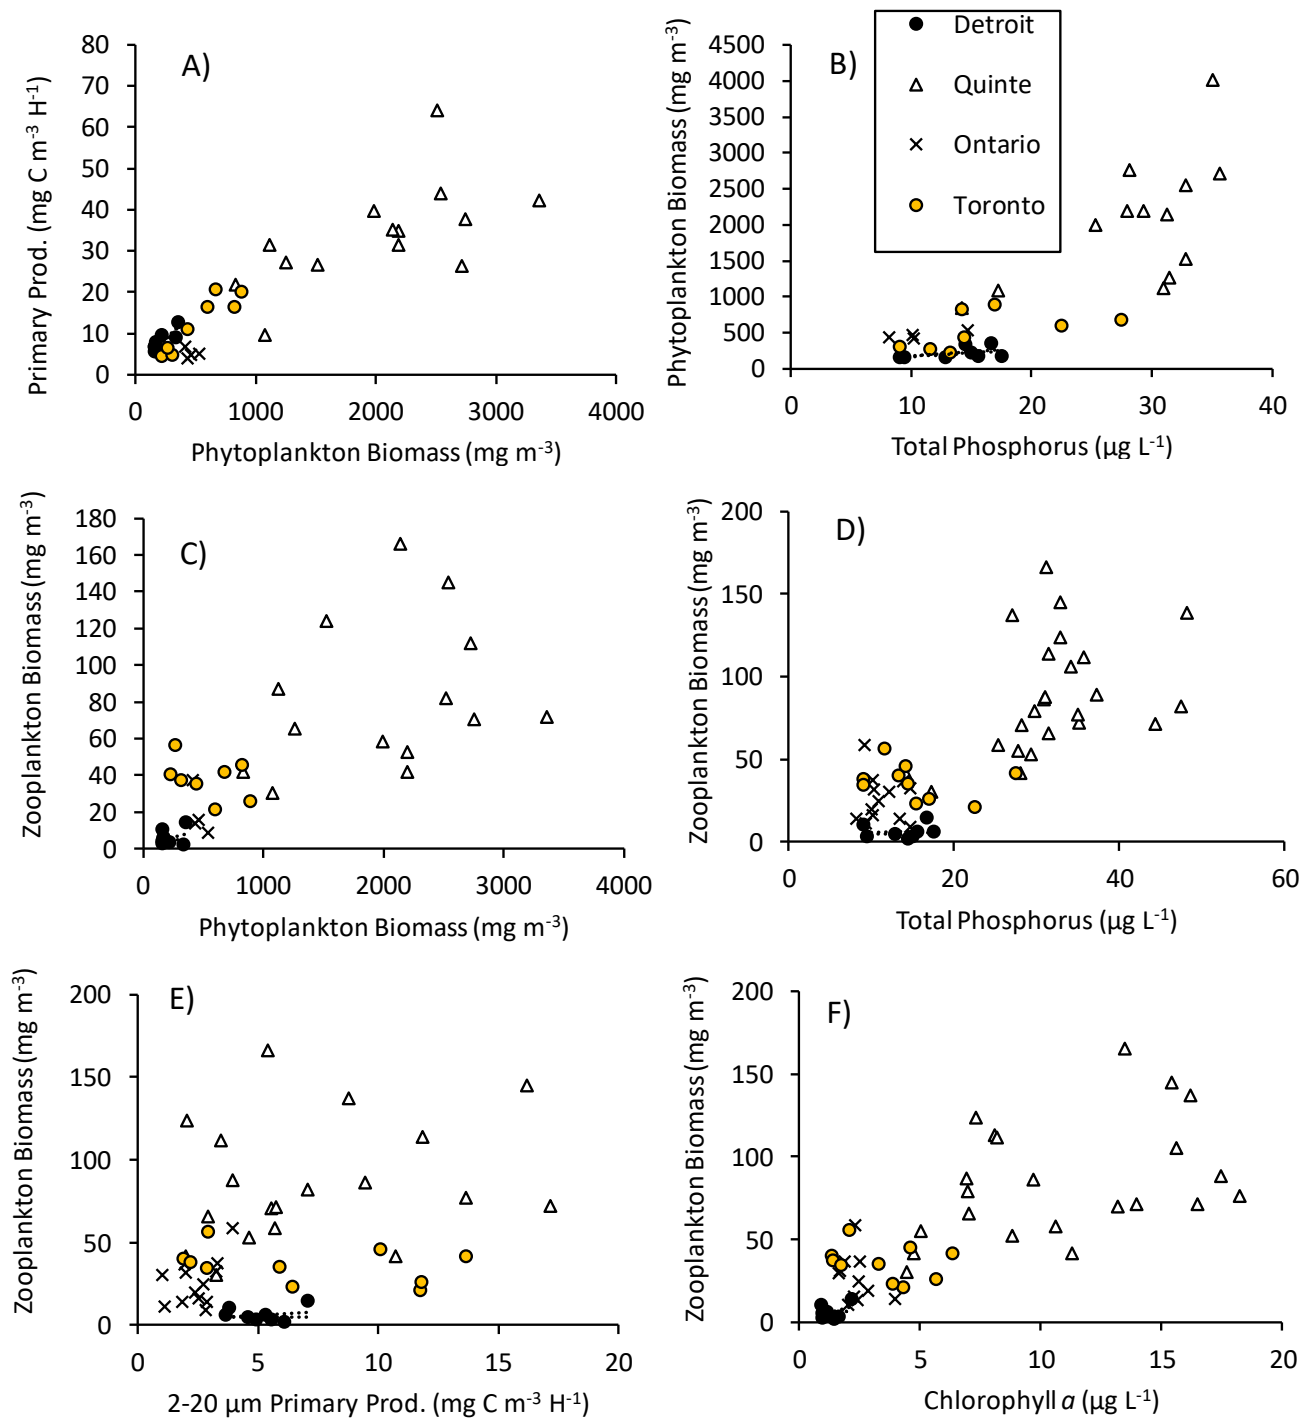 A)
Primary Prod. (mg C m⁻³ H⁻¹)
80
70
60
50
40
30
20
10
0
0 1000 2000 3000 4000
Phytoplankton Biomass (mg m⁻³)
B)
Phytoplankton Biomass (mg m⁻³)
4500
4000
3500
3000
2500
2000
1500
1000
500
0
0 10 20 30 40
Total Phosphorus (µg L⁻¹)
Detroit
Quinte
Ontario
Toronto
C)
Zooplankton Biomass (mg m⁻³)
180
160
140
120
100
80
60
40
20
0
0 1000 2000 3000 4000
Phytoplankton Biomass (mg m⁻³)
D)
Zooplankton Biomass (mg m⁻³)
200
150
100
50
0
0 20 40 60
Total Phosphorus (µg L⁻¹)
E)
Zooplankton Biomass (mg m⁻³)
200
150
100
50
0
0 5 10 15 20
2-20 µm Primary Prod. (mg C m⁻³ H⁻¹)
F)
Zooplankton Biomass (mg m⁻³)
200
150
100
50
0
0 5 10 15 20
Chlorophyll a (µg L⁻¹)